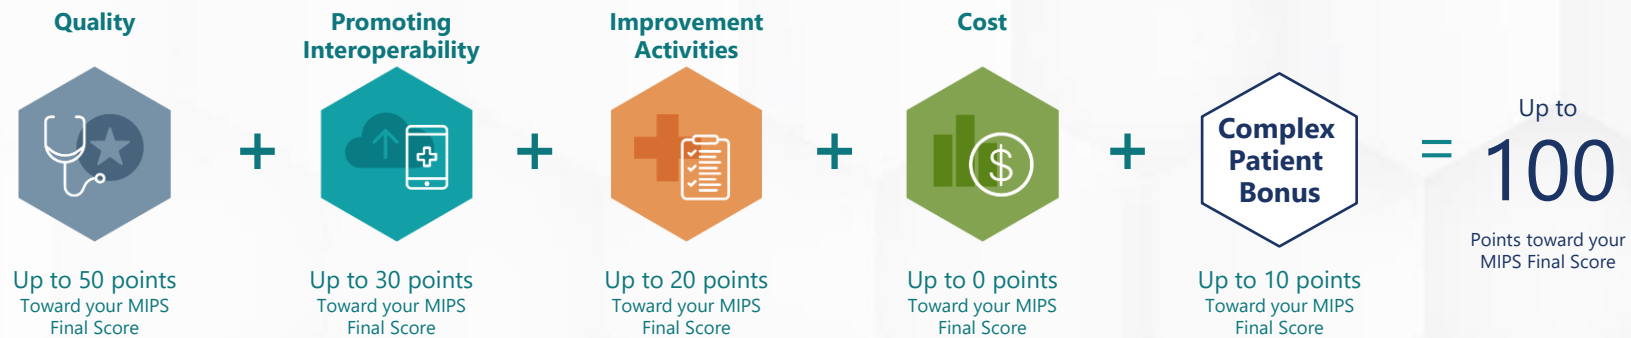 Quality
Promoting
Interoperability
Improvement
Activities
Cost
+
+
+
+
Complex
Patient
Bonus
=
Up to
100
Points toward your
MIPS Final Score
Up to 50 points
Toward your MIPS
Final Score
Up to 30 points
Toward your MIPS
Final Score
Up to 20 points
Toward your MIPS
Final Score
Up to 0 points
Toward your MIPS
Final Score
Up to 10 points
Toward your MIPS
Final Score